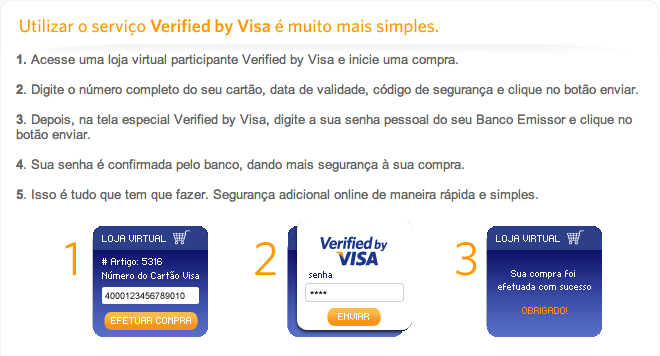 Utilizar o serviço Verified by Visa é muito mais simples.
1. Acesse uma loja virtual participante Verified by Visa e inicie uma compra.
2. Digite o número completo do seu cartão, data de validade, código de segurança e clique no botão enviar.
3. Depois, na tela especial Verified by Visa, digite a sua senha pessoal do seu Banco Emissor e clique no
botão enviar.
4. Sua senha é confirmada pelo banco, dando mais segurança à sua compra.
5. Isso é tudo que tem que fazer. Segurança adicional online de maneira rápida e simples.
1
LOJA VIRTUAL
# Artigo: 5316
Número do Cartão Visa
4000123456789010
EFETUAR COMPRA
2
Verified by
VISA
senha
****
ENVIAR
3
LOJA VIRTUAL
Sua compra foi
efetuada com sucesso
OBRIGADO!